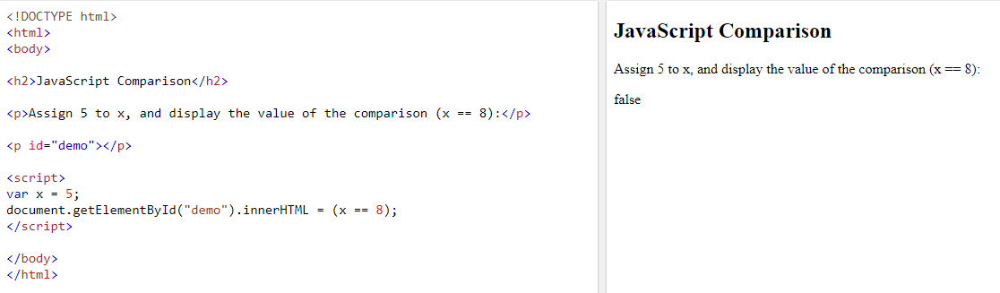 <!DOCTYPE html>
<html>
<body>
<h2>JavaScript Comparison</h2>
<p>Assign 5 to x, and display the value of the comparison (x == 8):</p>
<p id="demo"></p>
<script>
var x = 5;
document.getElementById("demo").innerHTML = (x == 8);
</script>
</body>
</html>
JavaScript Comparison
Assign 5 to x, and display the value of the comparison (x == 8):
false